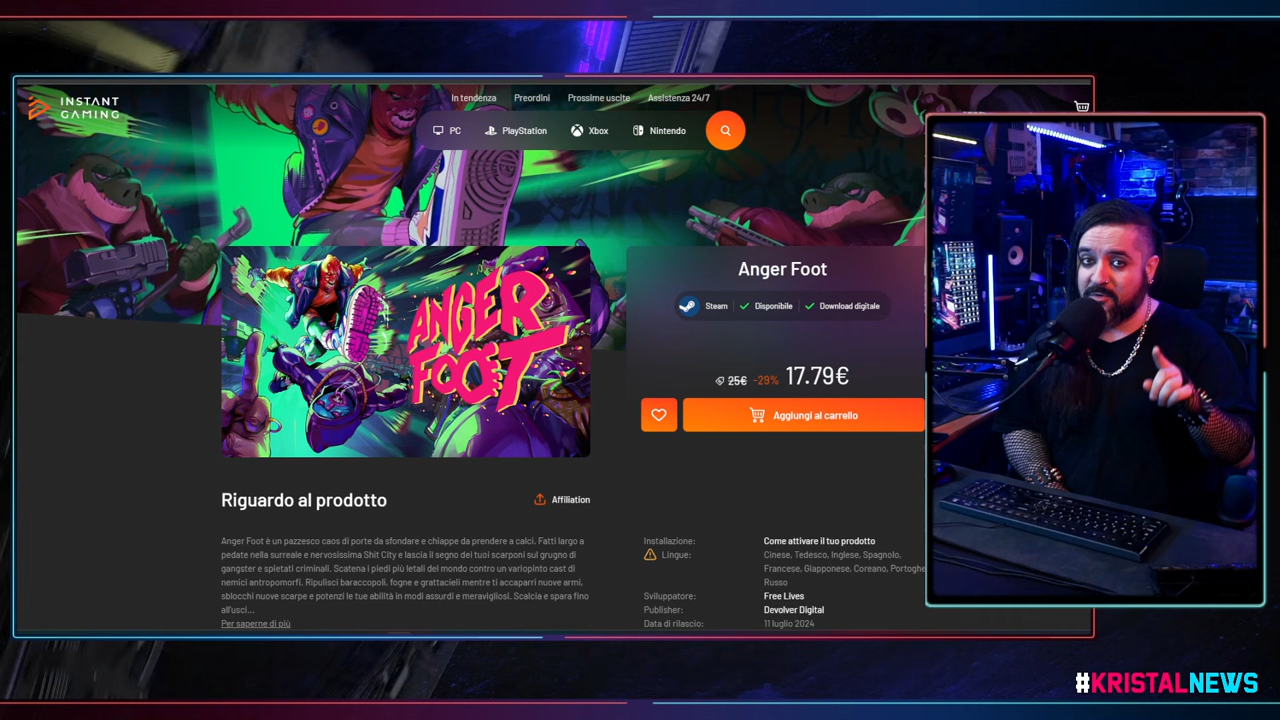 INSTANT
GAMING
In tendenza
Preordini
Prossime uscite
Assistenza 24/7
PC
PlayStation
Xbox
Nintendo
ANGER
FOOT
Anger Foot
Steam
Disponibile
Download digitale
25€ -29% 17.79€
Aggiungi al carrello
Riguardo al prodotto
Affiliation
Anger Foot è un pazzesco caos di porte da sfondare e chiappe da prendere a calci. Fatti largo a
pedate nella surreale e nervosissima Shit City e lascia il segno dei tuoi scarponi sul grugno di
gangster e spietati criminali. Scatena i piedi più letali del mondo contro un variopinto cast di
nemici antropomorfi. Ripulisci baraccopoli. fogne e grattacieli mentre ti accaparri nuove armi,
sblocchi nuove scarpe e potenzi le tue abilità in modi assurdi e meravigliosi. Scalcia e spara fino
all'usci...
Per saperne di più
Installazione:
Come attivare il tuo prodotto
Lingue:
Cinese, Tedesco, Inglese, Spagnolo,
Francese, Giapponese, Coreano, Portoghe
Russo
Sviluppatore:
Free Lives
Publisher:
Devolver Digital
Data di rilascio:
11 luglio 2024
#KRISTALNEWS